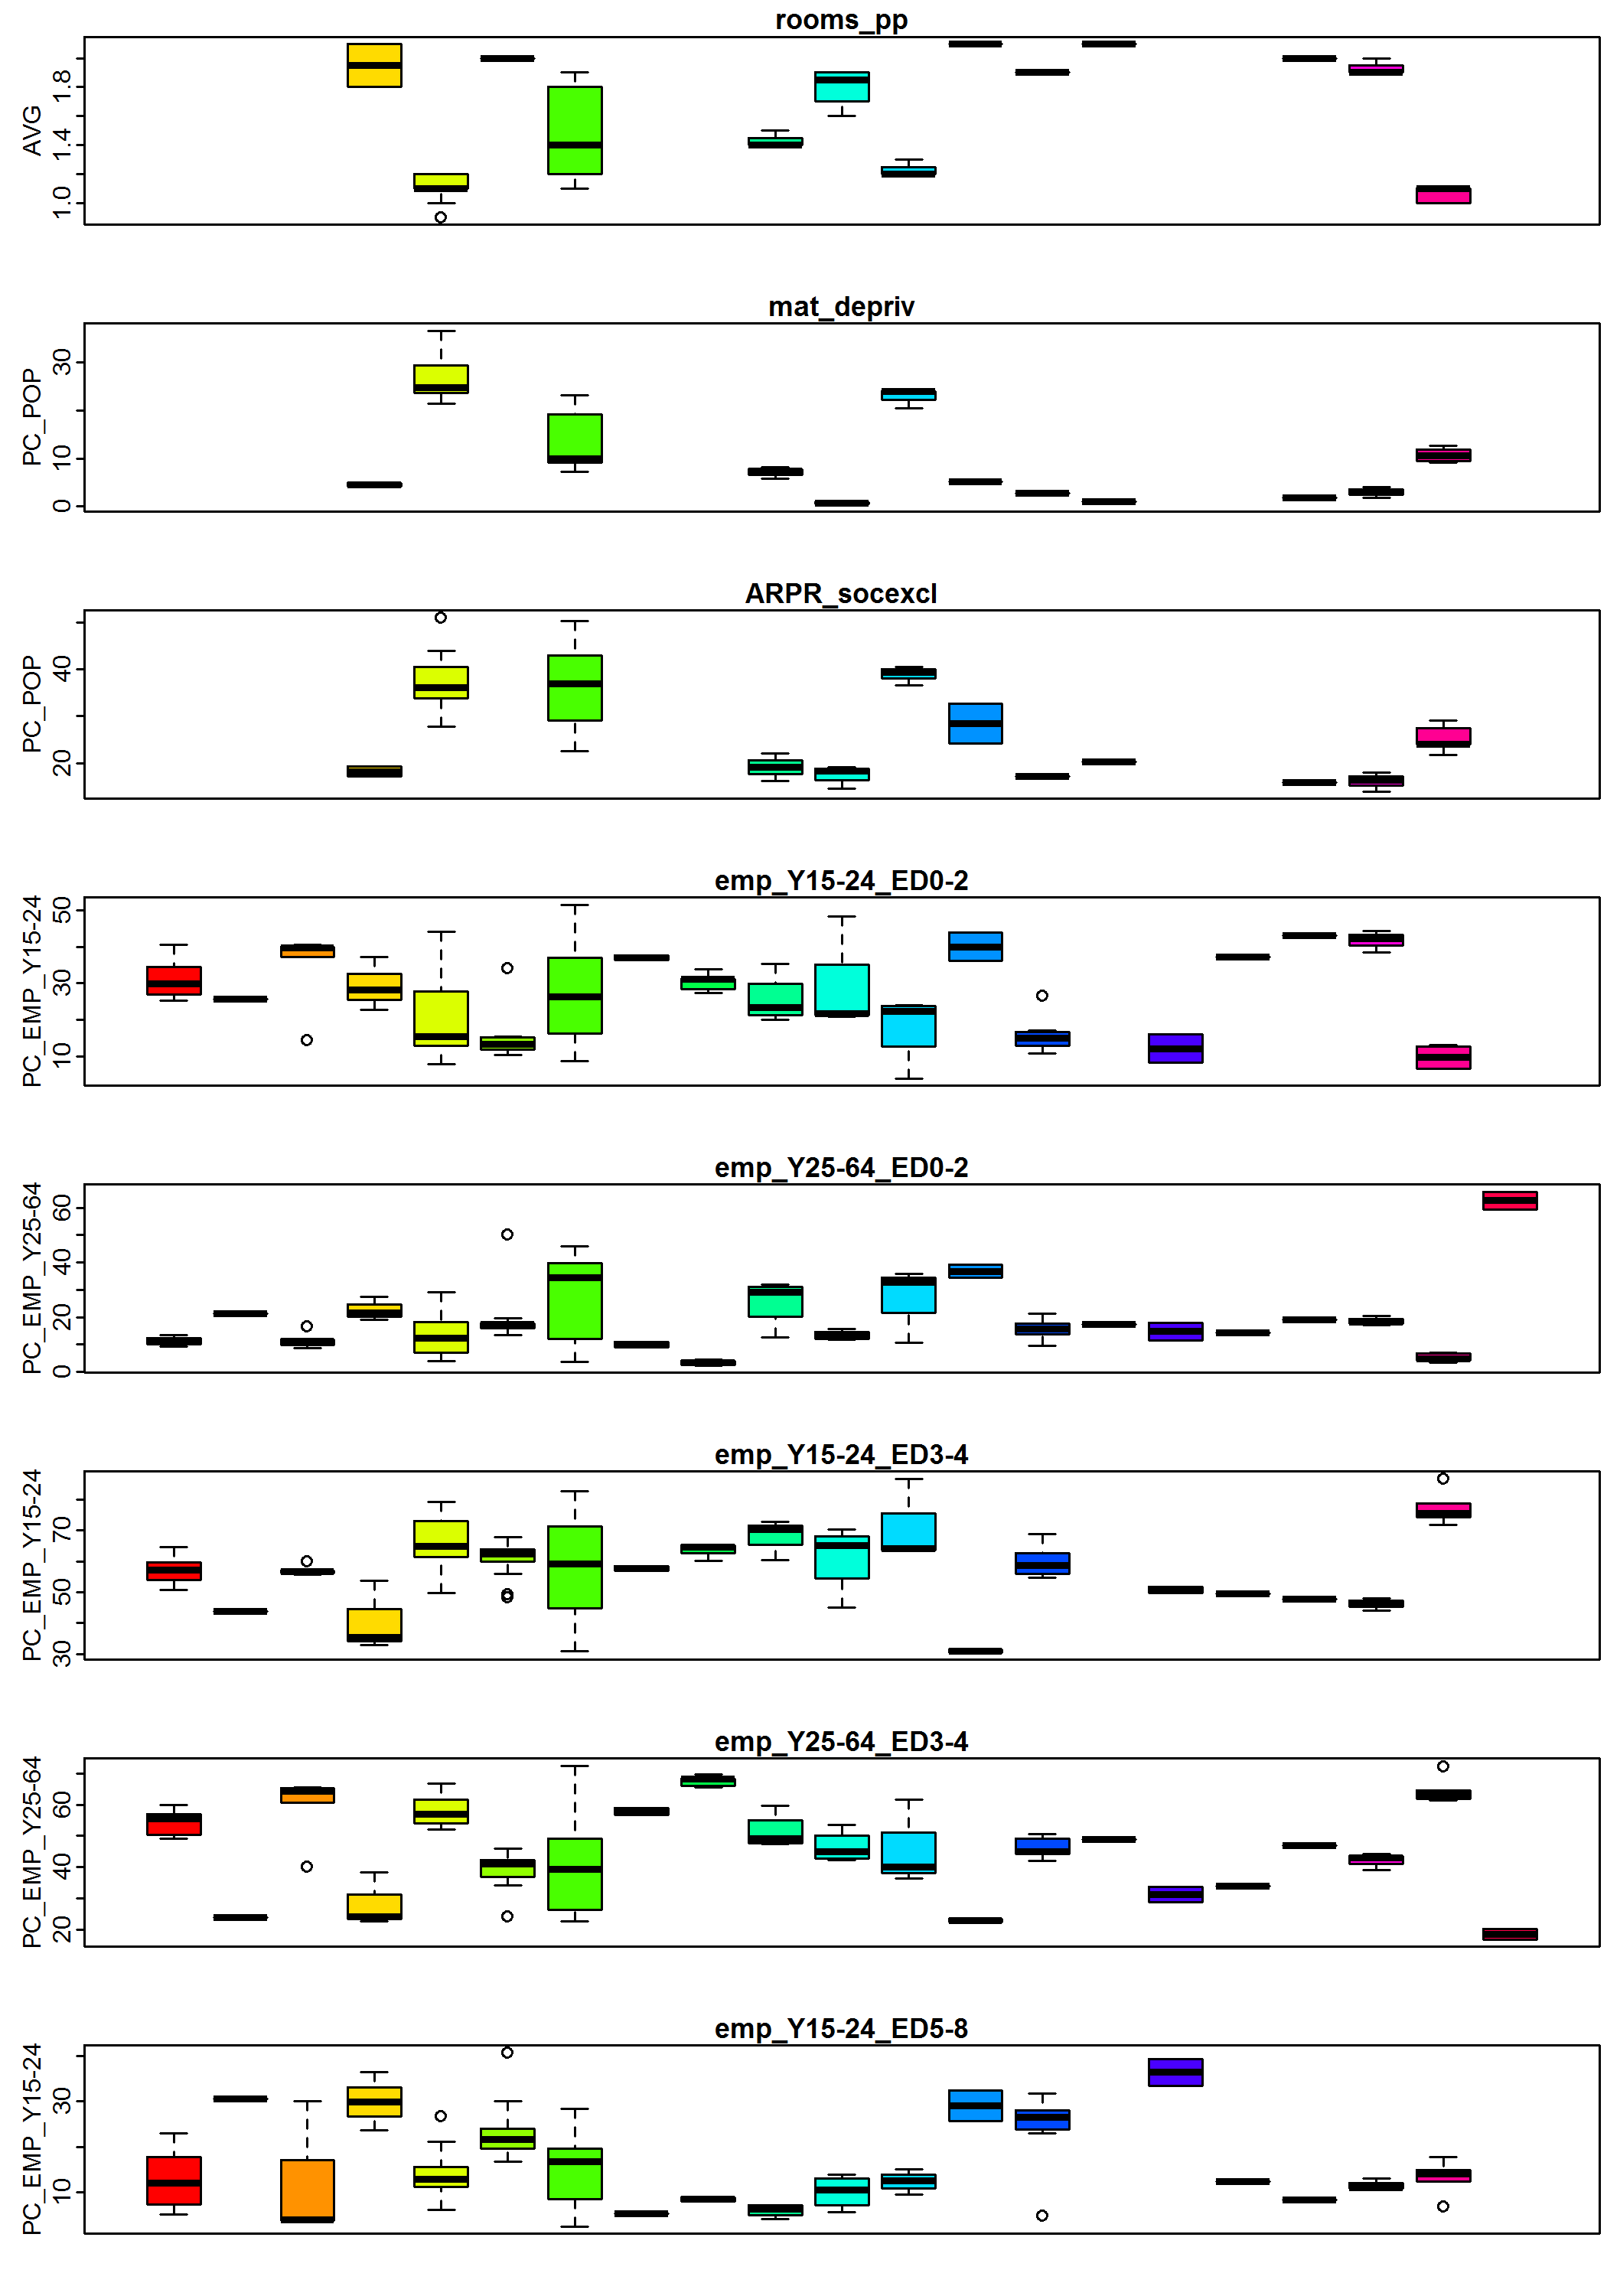 rooms_pp
AVG
1.0 1.4 1.8
mat_depriv
PC_POP
0 10 30
ARPR_socexcl
PC_POP
20 40
emp_Y15-24_ED0-2
PC_EMP_Y15-24
10 30 50
emp_Y25-64_ED0-2
PC_EMP_Y25-64
0 20 40 60
emp_Y15-24_ED3-4
PC_EMP_Y15-24
30 50 70
emp_Y25-64_ED3-4
PC_EMP_Y25-64
20 40 60
emp_Y15-24_ED5-8
PC_EMP_Y15-24
10 30